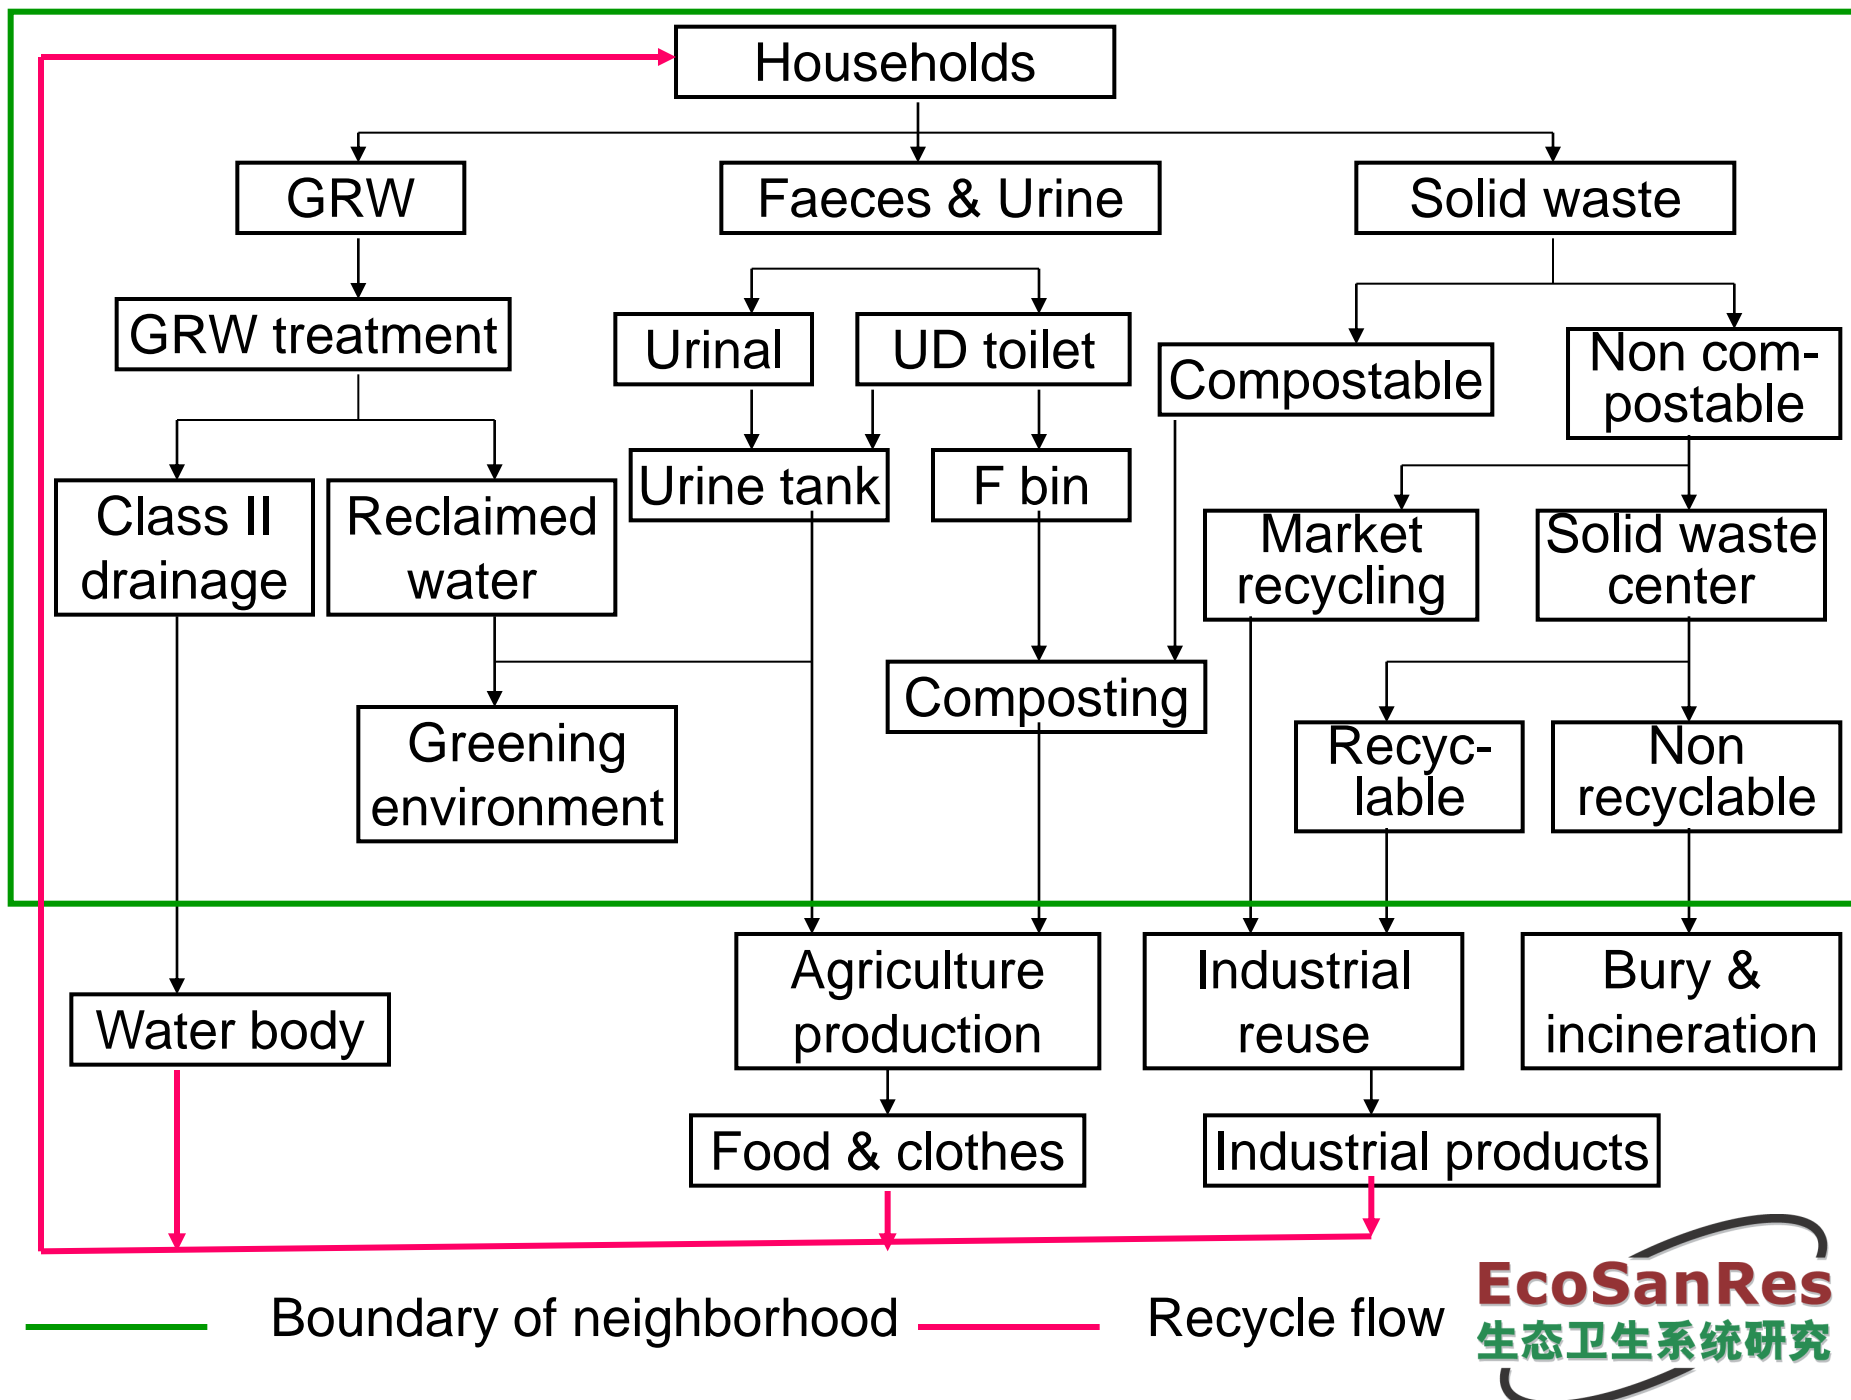 Households
GRW
Faeces & Urine
Solid waste
GRW treatment
Urinal
UD toilet
Compostable
Non com-
postable
Class II
drainage
Reclaimed
water
Urine tank
F bin
Market
recycling
Solid waste
center
Greening
environment
Composting
Recyc-
lable
Non
recyclable
Water body
Agriculture
production
Industrial
reuse
Bury &
incineration
Food & clothes
Industrial products
Boundary of neighborhood
Recycle flow
EcoSanRes
生态卫生系统研究